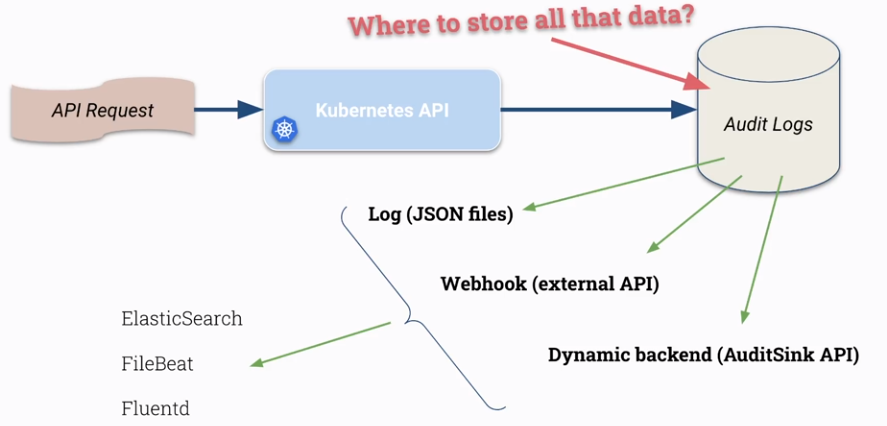 Where to store all that data?
API Request
Kubernetes API
Audit Logs
Log (JSON files)
Webhook (external API)
Dynamic backend (AuditSink API)
ElasticSearch
FileBeat
Fluentd